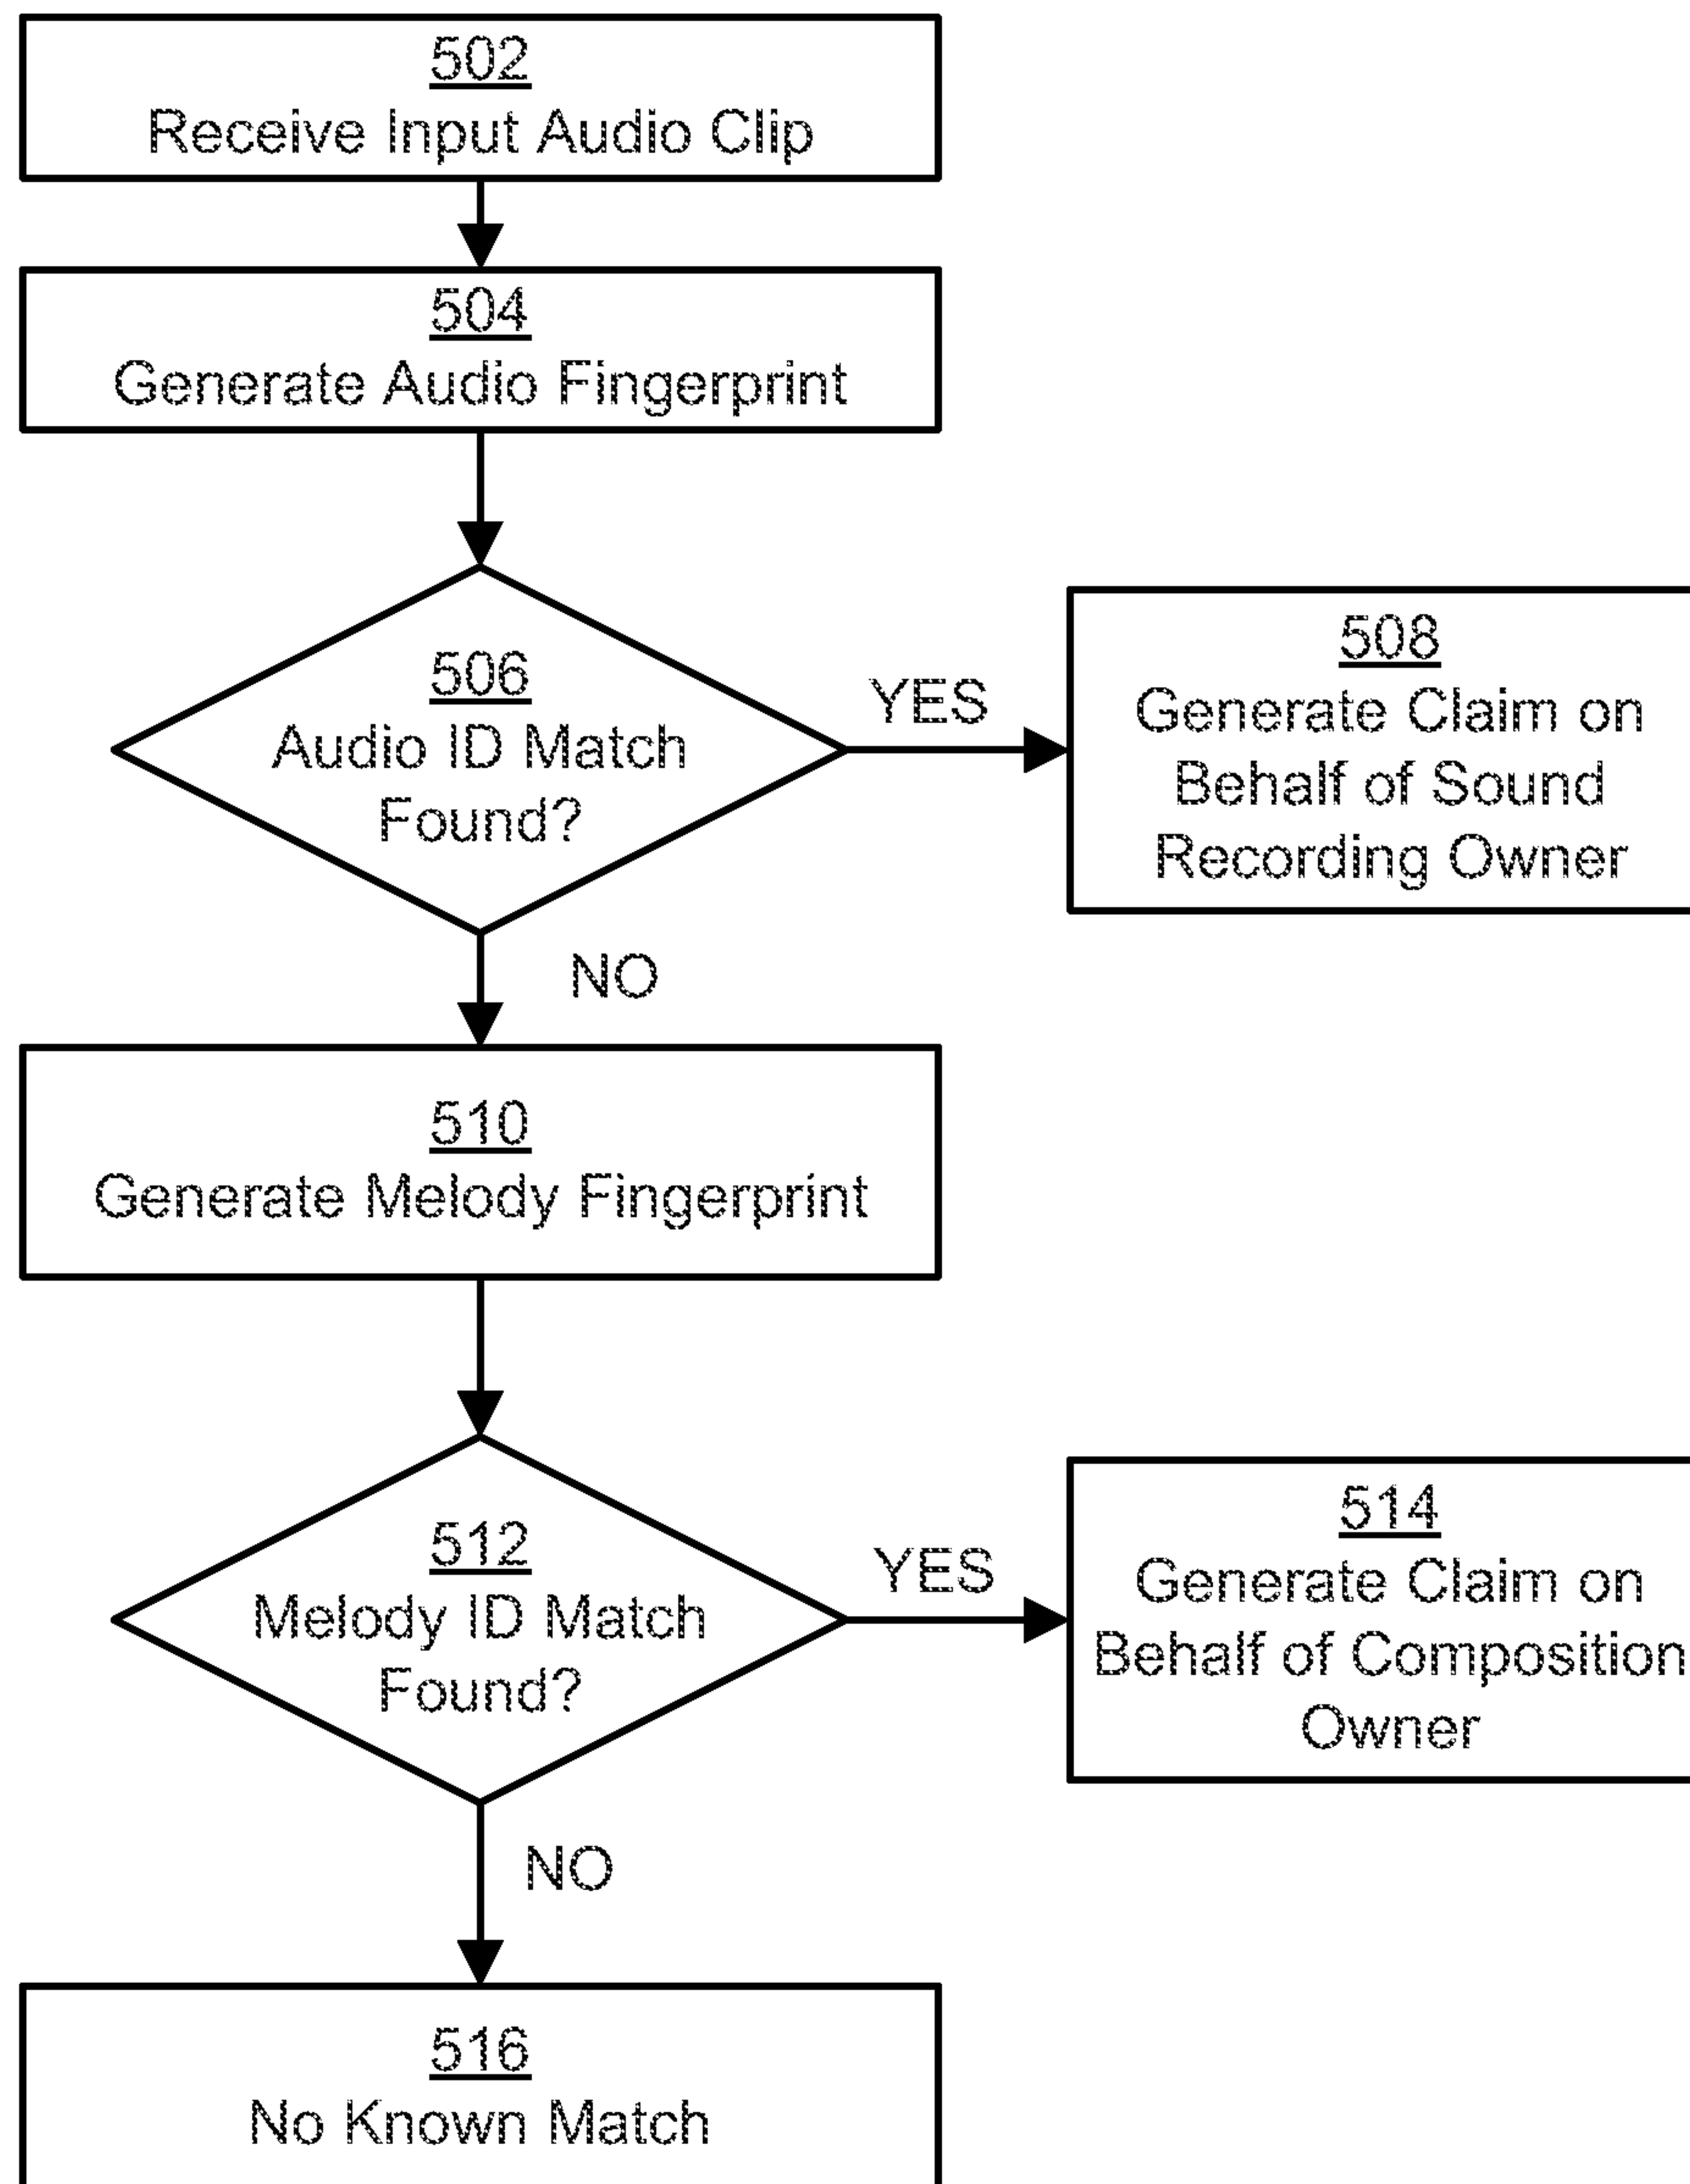 502
Receive Input Audio Clip
504
Generate Audio Fingerprint
506
Audio ID Match
Found?
YES
508
Generate Claim on
Behalf of Sound
Recording Owner
NO
510
Generate Melody Fingerprint
512
Melody ID Match
Found?
YES
514
Generate Claim on
Behalf of Composition
Owner
NO
516
No Known Match